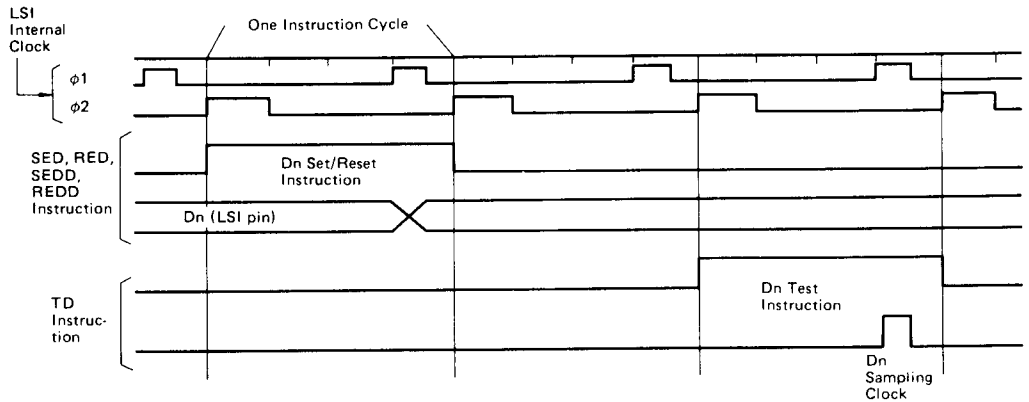 LSI
Internal
Clock
One Instruction Cycle
φ1
φ2
SED, RED,
SEDD,
REDD
Instruction
Dn Set/Reset
Instruction
Dn (LSI pin)
TD
Instruc-
tion
Dn Test
Instruction
Dn
Sampling
Clock